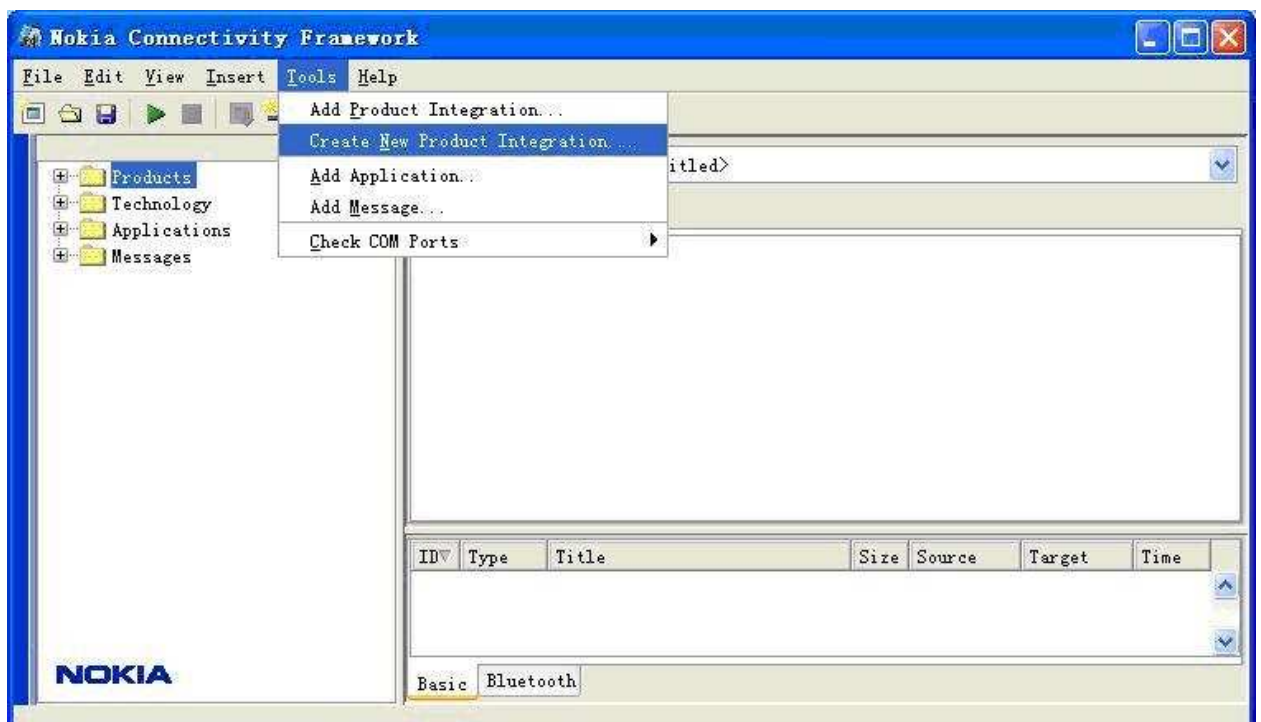 Nokia Connectivity Framework
File Edit View Insert Tools Help
Add Product Integration...
Create New Product Integration....
itled>
Products
Add Application..
Technology
Add Message...
Applications
Check COM Ports
Messages
ID Type Title Size Source Target Time
NOKIA
Basic Bluetooth